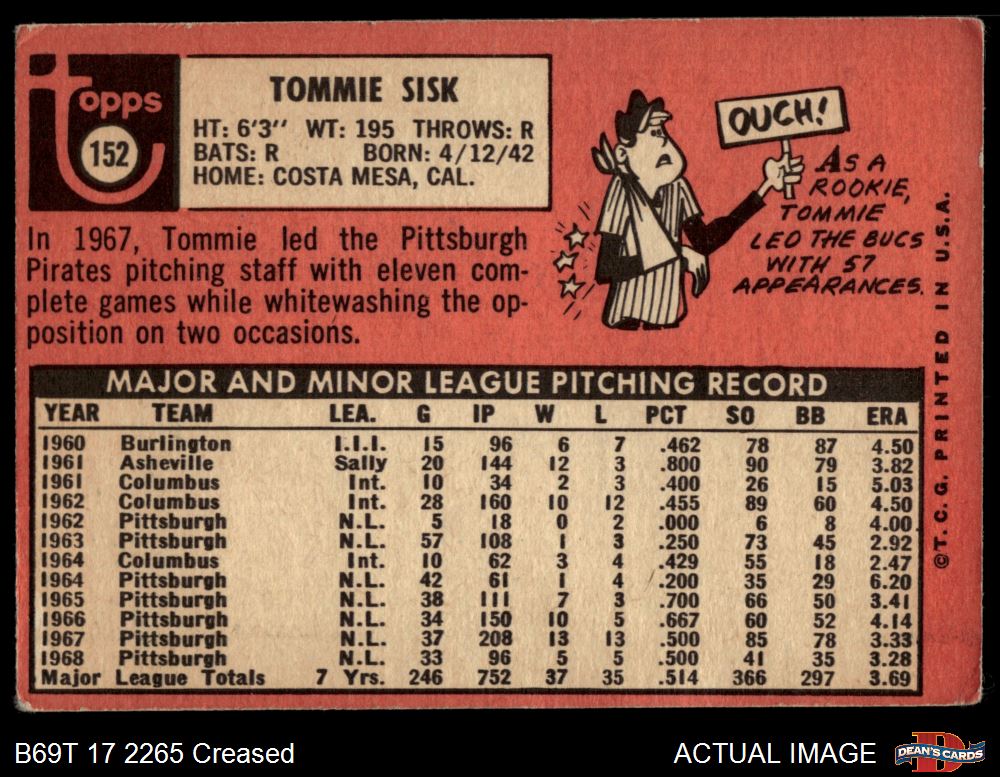 Topps
152
TOMMIE SISK
HT: 6'3" WT: 195 THROWS: R
BATS: R BORN: 4/12/42
HOME: COSTA MESA, CAL.
In 1967, Tommie led the Pittsburgh
Pirates pitching staff with eleven com-
plete games while whitewashing the op-
position on two occasions.
OUCH!
AS A
ROOKIE,
TOMMIE
LED THE BUCS
WITH 57
APPEARANCES.
MAJOR AND MINOR LEAGUE PITCHING RECORD
YEAR TEAM LEA. G IP W L PCT SO BB ERA
1960 Burlington I.I.I. 15 96 6 7 .462 78 87 4.50
1961 Asheville Sally 20 144 12 3 .800 90 79 3.82
1961 Columbus Int. 10 34 2 3 .400 26 15 5.03
1962 Columbus Int. 28 160 10 12 .455 89 60 4.50
1962 Pittsburgh N.L. 5 18 0 2 .000 6 8 4.00
1963 Pittsburgh N.L. 57 108 1 3 .250 73 45 2.92
1964 Columbus Int. 10 62 3 4 .429 55 18 2.47
1964 Pittsburgh N.L. 42 61 1 4 .200 35 29 6.20
1965 Pittsburgh N.L. 38 111 7 3 .700 66 50 3.41
1966 Pittsburgh N.L. 34 150 10 5 .667 60 52 4.14
1967 Pittsburgh N.L. 37 208 13 13 .500 85 78 3.33
1968 Pittsburgh N.L. 33 96 5 5 .500 41 35 3.28
Major League Totals 7 Yrs. 246 752 37 35 .514 366 297 3.69
©T. C. G. PRINTED IN U.S.A.
B69T 17 2265 Creased
ACTUAL IMAGE
DEAN'S CARDS